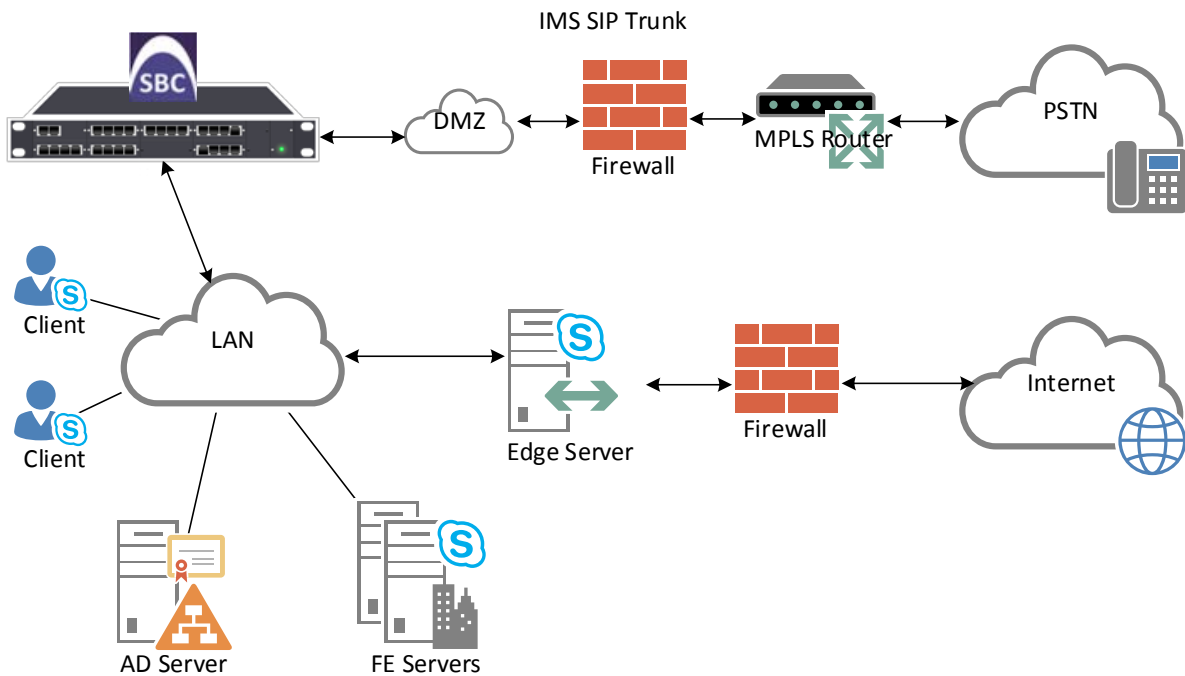 IMS SIP Trunk
SBC
DMZ
Firewall
MPLS Router
PSTN
Client
LAN
Client
Edge Server
Firewall
Internet
AD Server
FE Servers